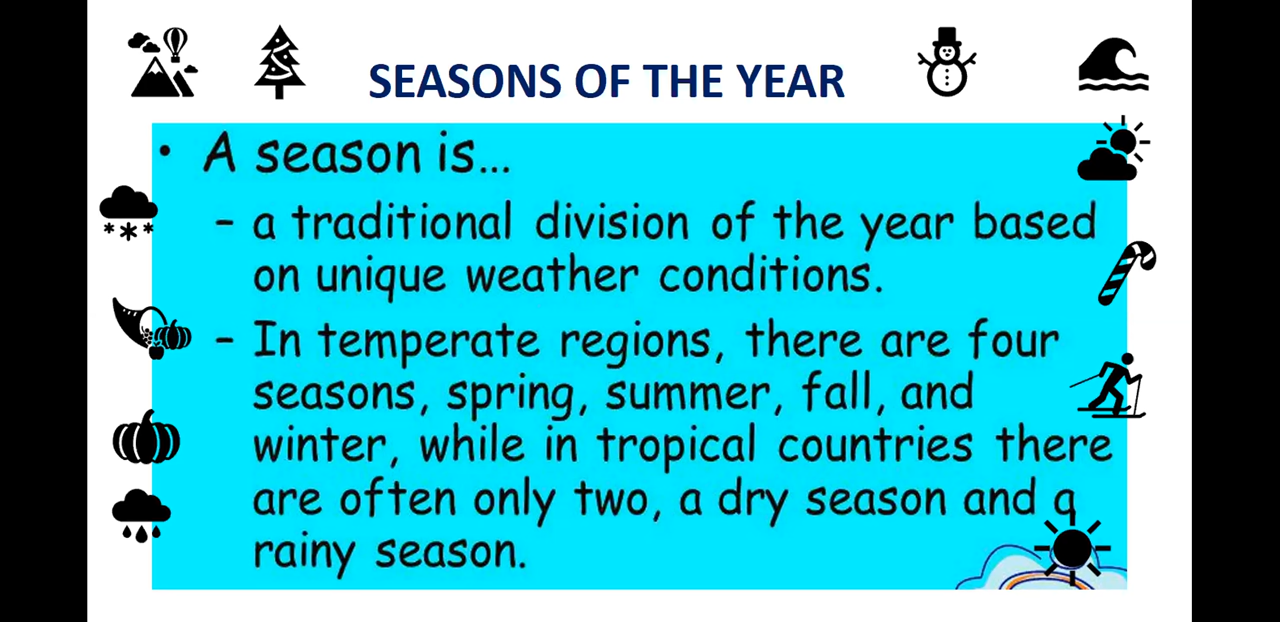 SEASONS OF THE YEAR
• A season is...
– a traditional division of the year based
on unique weather conditions.
– In temperate regions, there are four
seasons, spring, summer, fall, and
winter, while in tropical countries there
are often only two, a dry season and a
rainy season.